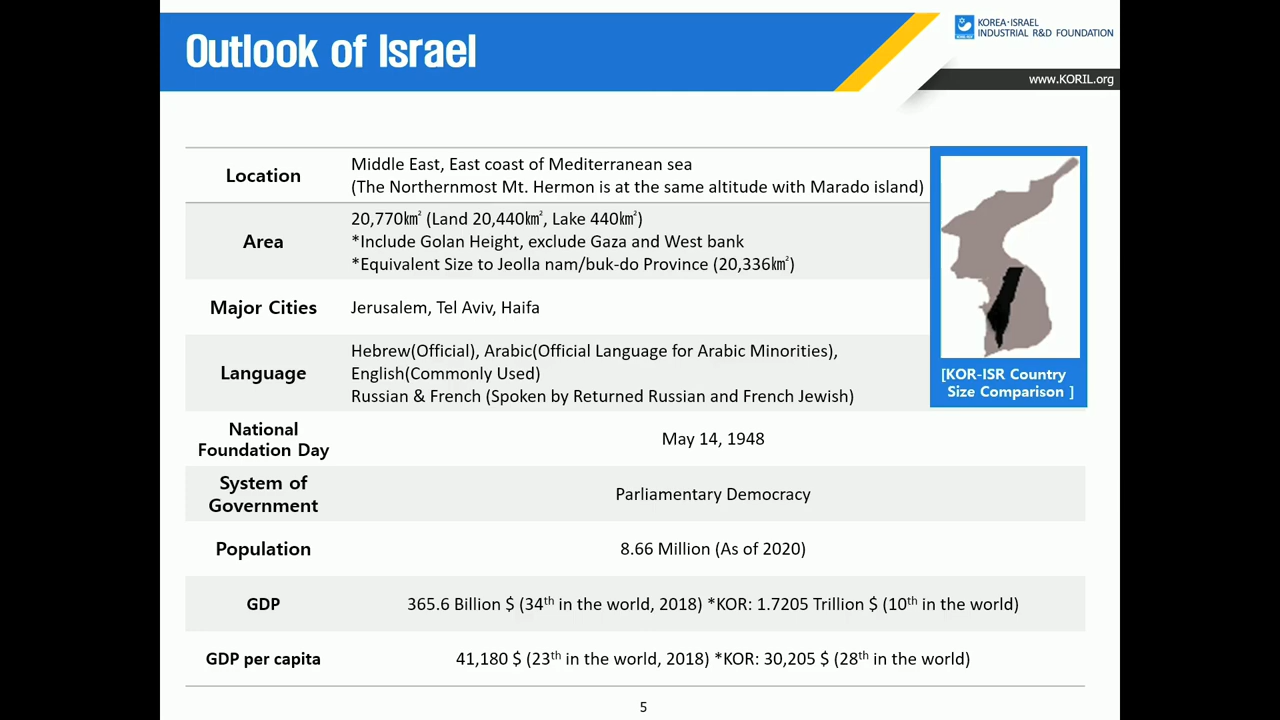 Outlook of Israel
KOREA·ISRAEL
INDUSTRIAL R&D FOUNDATION
www.KORIL.org
Location
Middle East, East coast of Mediterranean sea
(The Northernmost Mt. Hermon is at the same altitude with Marado island)
Area
20,770㎢ (Land 20,440㎢, Lake 440㎢)
*Include Golan Height, exclude Gaza and West bank
*Equivalent Size to Jeolla nam/buk-do Province (20,336㎢)
Major Cities
Jerusalem, Tel Aviv, Haifa
Language
Hebrew(Official), Arabic(Official Language for Arabic Minorities),
English(Commonly Used)
Russian & French (Spoken by Returned Russian and French Jewish)
[KOR-ISR Country
Size Comparison ]
National
Foundation Day
May 14, 1948
System of
Government
Parliamentary Democracy
Population
8.66 Million (As of 2020)
GDP
365.6 Billion $ (34th in the world, 2018) *KOR: 1.7205 Trillion $ (10th in the world)
GDP per capita
41,180 $ (23th in the world, 2018) *KOR: 30,205 $ (28th in the world)
5